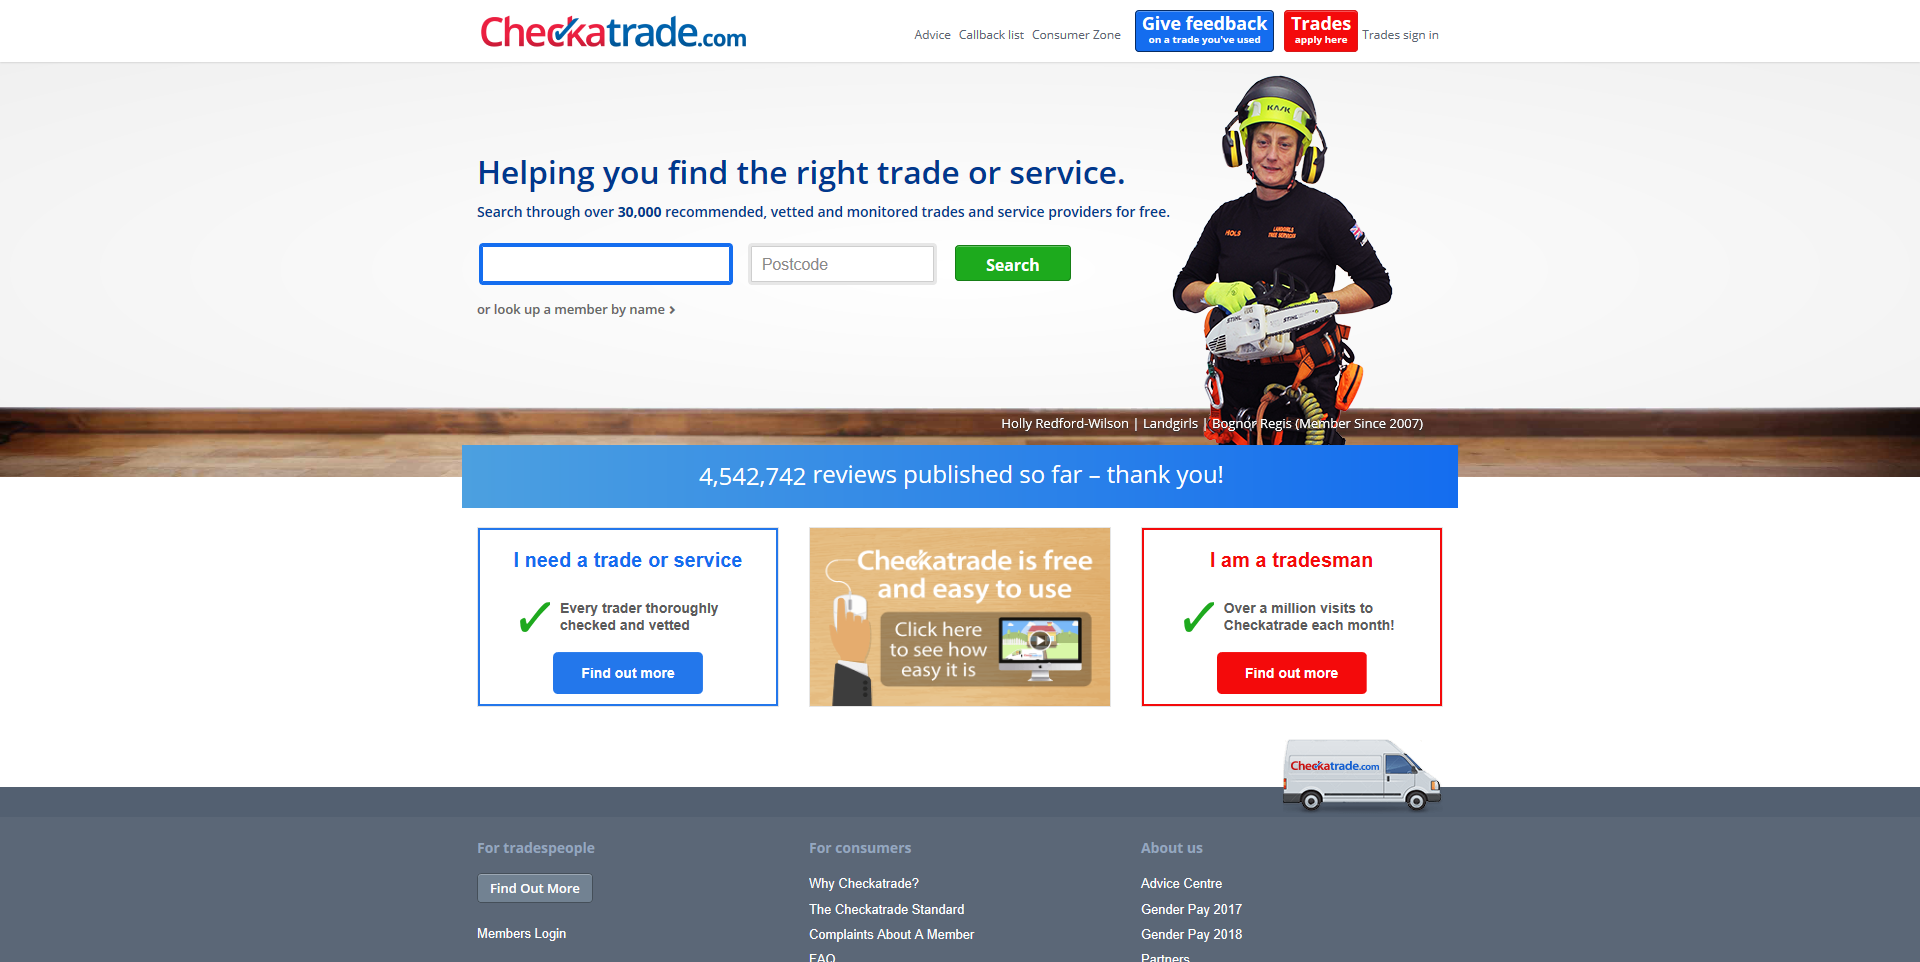 Checkatrade.com
Advice
Callback list
Consumer Zone
Give feedback
on a trade you've used
Trades
apply here
Trades sign in
KASK
Helping you find the right trade or service.
Search through over 30,000 recommended, vetted and monitored trades and service providers for free.
Postcode
Search
or look up a member by name
LANDGIRLS
TREE SERVICES
STIHL
STIHL
Holly Redford-Wilson | Landgirls | Bognor Regis (Member Since 2007)
4,542,742 reviews published so far – thank you!
I need a trade or service
Every trader thoroughly
checked and vetted
Find out more
Checkatrade is free
and easy to use
Click here
to see how
easy it is
I am a tradesman
Over a million visits to
Checkatrade each month!
Find out more
Checkatrade.com
For tradespeople
Find Out More
Members Login
For consumers
Why Checkatrade?
The Checkatrade Standard
Complaints About A Member
FAQ
About us
Advice Centre
Gender Pay 2017
Gender Pay 2018
Partners